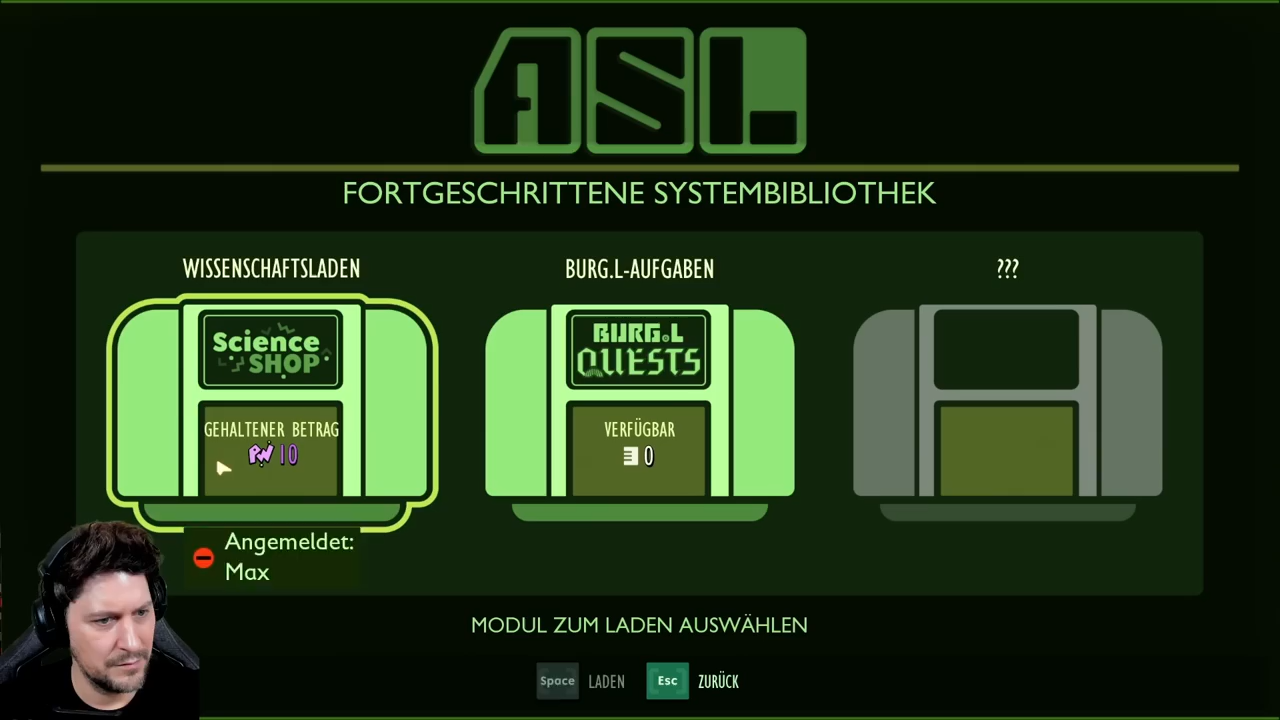 ASL
FORTGESCHRITTENE SYSTEMBIBLIOTHEK
WISSENSCHAFTSLADEN
BURG.L-AUFGABEN
???
Science
SHOP
BURG.L
QUESTS
GEHALTENER BETRAG
RW 10
VERFÜGBAR
0
Angemeldet:
Max
MODUL ZUM LADEN AUSWÄHLEN
Space LADEN Esc ZURÜCK